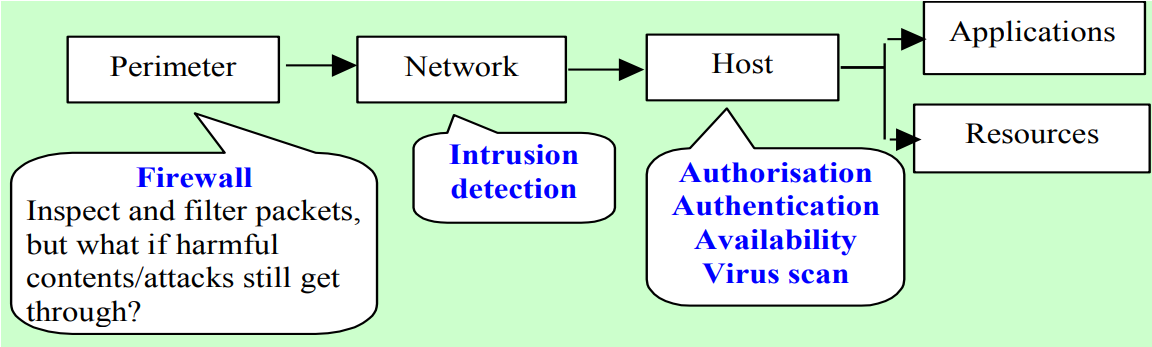 Perimeter
Network
Host
Applications
Resources
Firewall
Inspect and filter packets,
but what if harmful
contents/attacks still get
through?
Intrusion
detection
Authorisation
Authentication
Availability
Virus scan